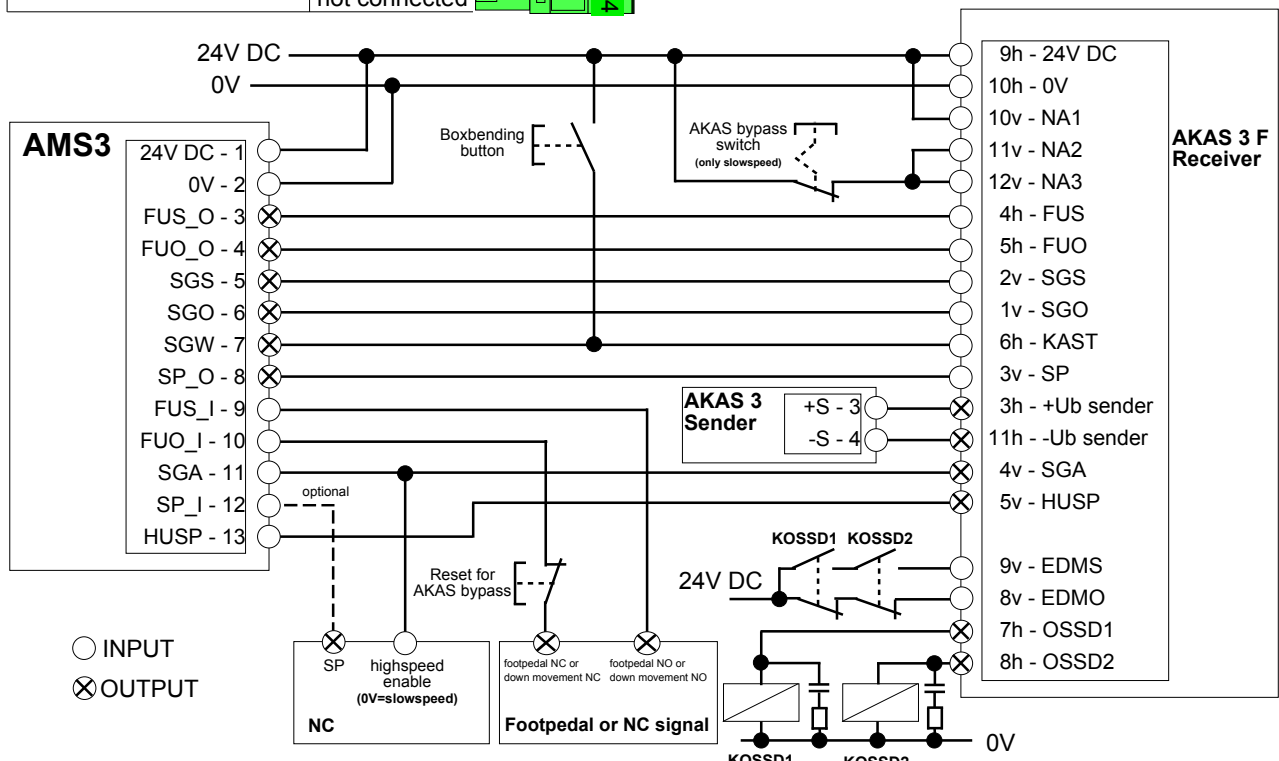 not connected
4
24V DC
0V
AMS3
24V DC - 1
0V - 2
FUS_O - 3
FUO_O - 4
SGS - 5
SGO - 6
SGW - 7
SP_O - 8
FUS_I - 9
FUO_I - 10
SGA - 11
SP_I - 12
HUSP - 13
optional
Boxbending
button
AKAS bypass
switch
(only slowspeed)
AKAS 3 F
Receiver
9h - 24V DC
10h - 0V
10v - NA1
11v - NA2
12v - NA3
4h - FUS
5h - FUO
2v - SGS
1v - SGO
6h - KAST
3v - SP
3h - +Ub sender
11h - -Ub sender
4v - SGA
5v - HUSP
9v - EDMS
8v - EDMO
7h - OSSD1
8h - OSSD2
AKAS 3
Sender
+S - 3
-S - 4
KOSSD1 KOSSD2
24V DC
Reset for
AKAS bypass
INPUT
OUTPUT
SP
highspeed
enable
(0V=slowspeed)
NC
footpedal NC or
down movement NC
footpedal NO or
down movement NO
Footpedal or NC signal
0V
KOSSD1 KOSSD2